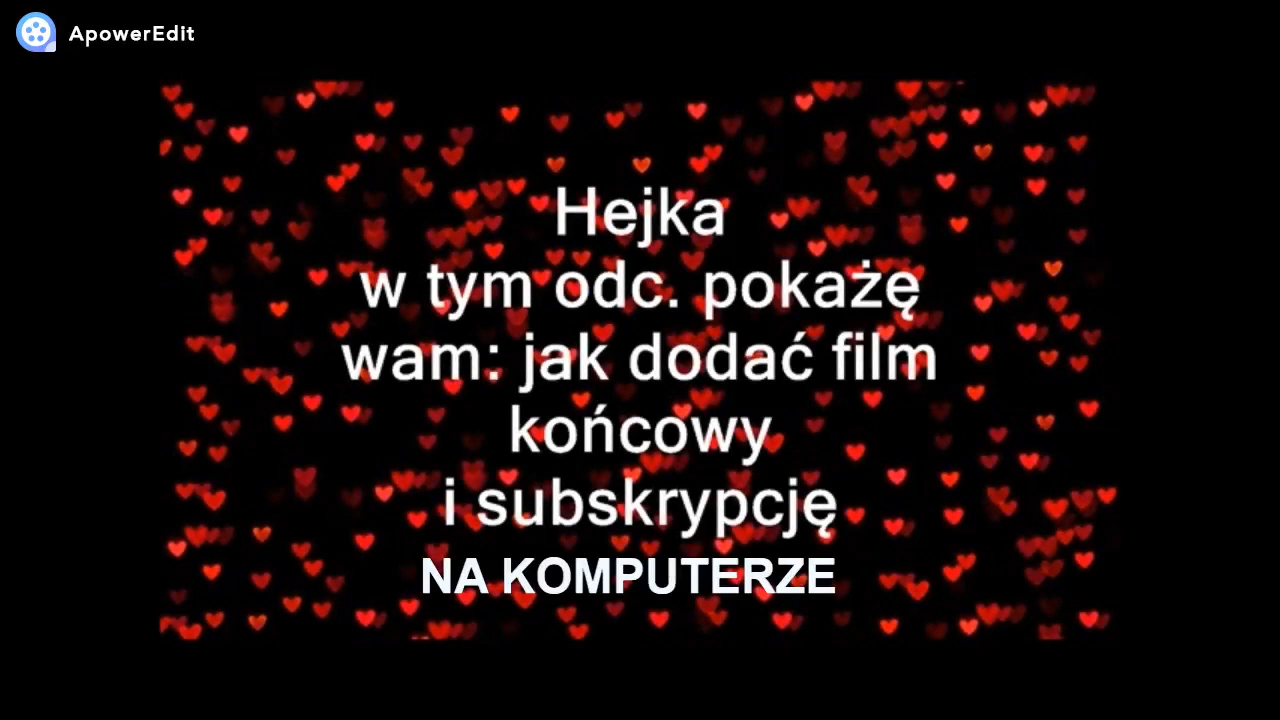 ApowerEdit
Hejka
w tym odc. pokażę
wam: jak dodać film
końcowy
i subskrypcję
NA KOMPUTERZE